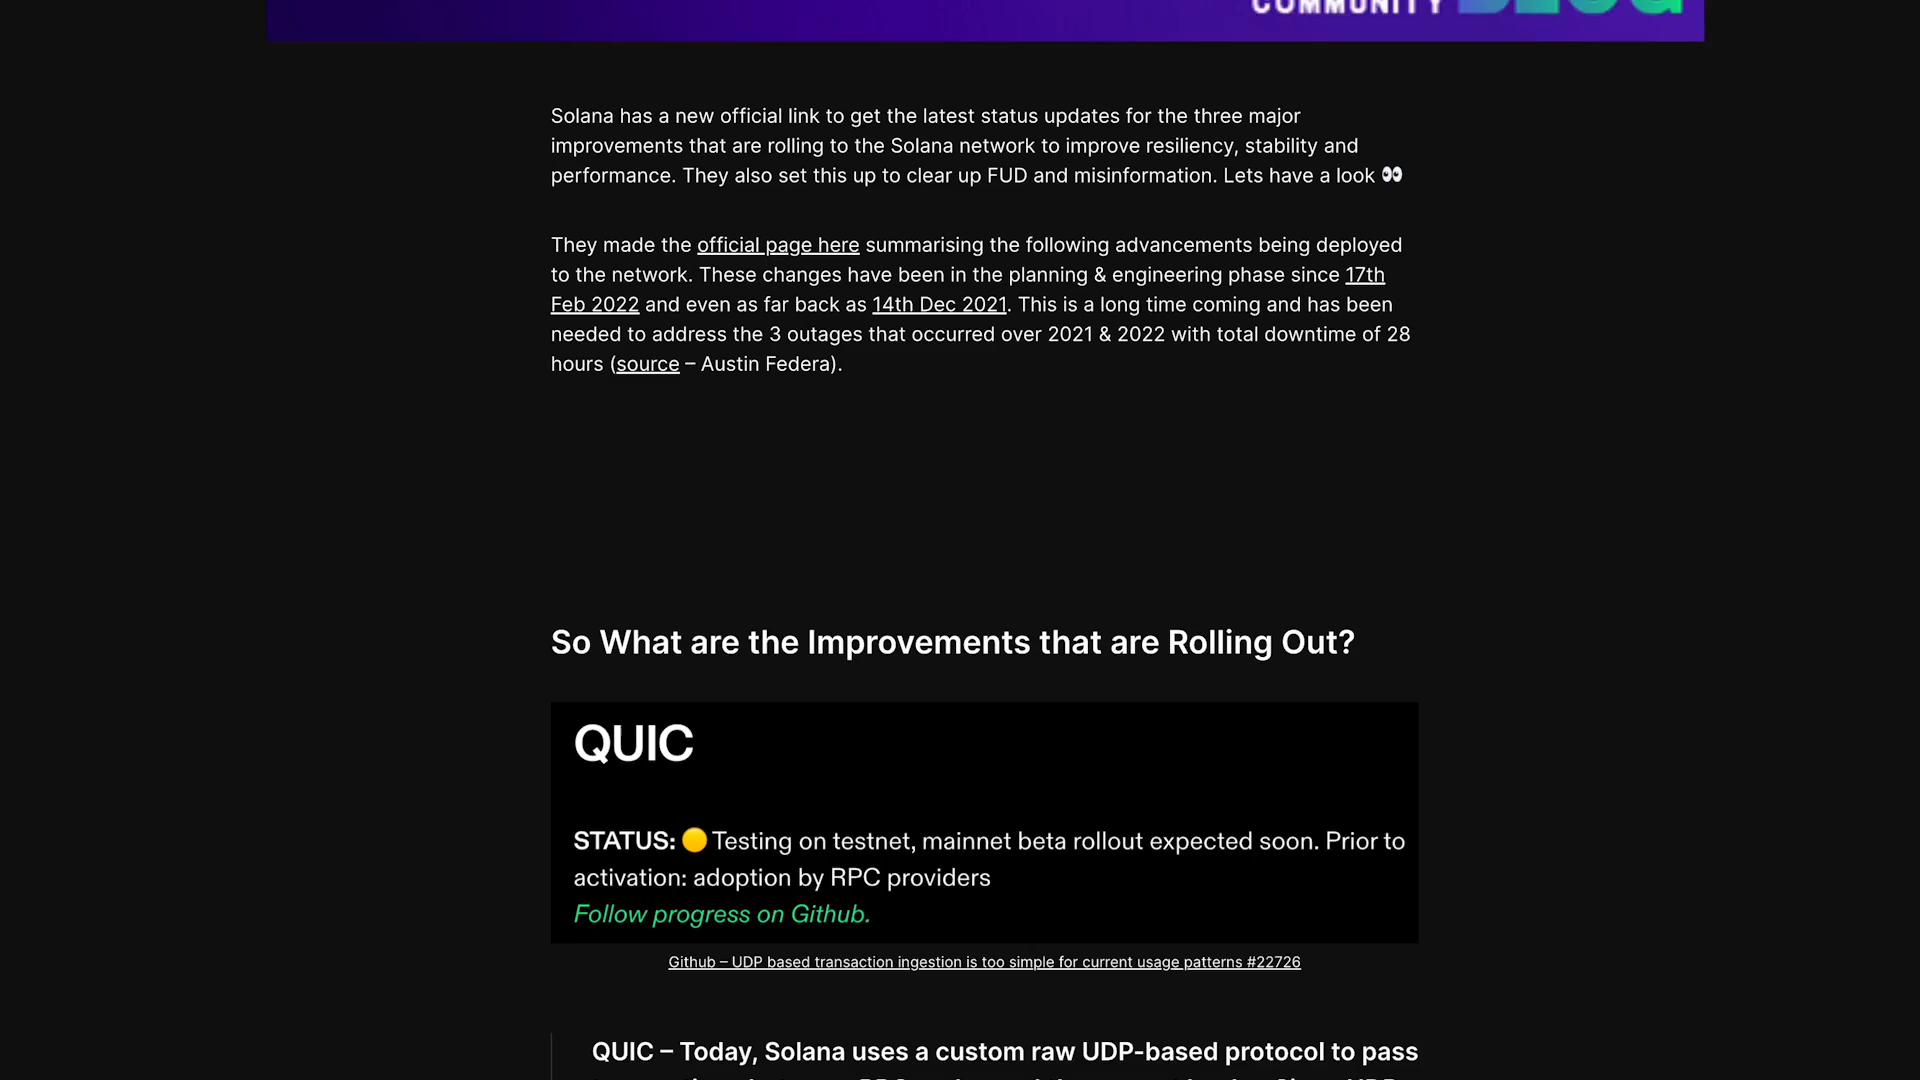 COMMUNITY BLOG
Solana has a new official link to get the latest status updates for the three major
improvements that are rolling to the Solana network to improve resiliency, stability and
performance. They also set this up to clear up FUD and misinformation. Lets have a look 👀
They made the official page here summarising the following advancements being deployed
to the network. These changes have been in the planning & engineering phase since 17th
Feb 2022 and even as far back as 14th Dec 2021. This is a long time coming and has been
needed to address the 3 outages that occurred over 2021 & 2022 with total downtime of 28
hours (source – Austin Federa).
So What are the Improvements that are Rolling Out?
QUIC
STATUS: 🟡 Testing on testnet, mainnet beta rollout expected soon. Prior to
activation: adoption by RPC providers
Follow progress on Github.
Github – UDP based transaction ingestion is too simple for current usage patterns #22726
QUIC – Today, Solana uses a custom raw UDP-based protocol to pass